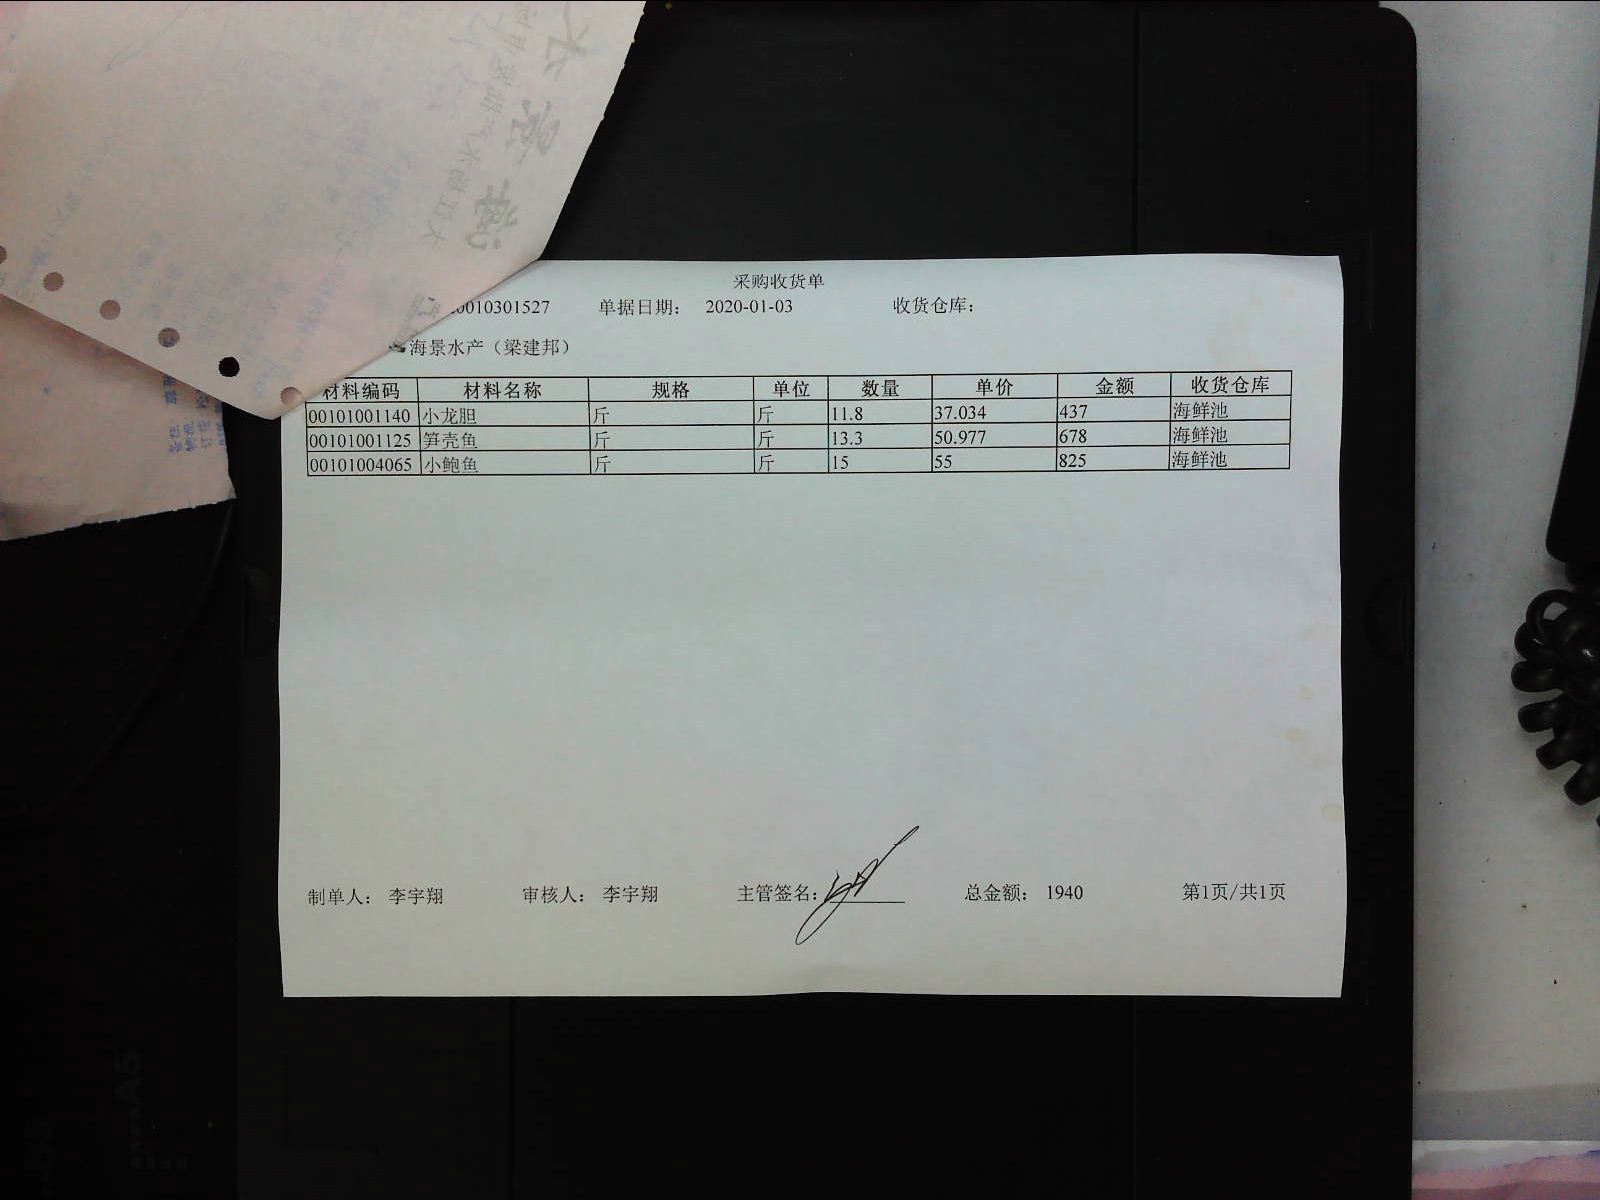 采购收货单
0010301527 单据日期： 2020-01-03 收货仓库：
海景水产（梁建邦）
材料编码 材料名称 规格 单位 数量 单价 金额 收货仓库
00101001140 小龙胆 斤 斤 11.8 37.034 437 海鲜池
00101001125 笋壳鱼 斤 斤 13.3 50.977 678 海鲜池
00101004065 小鲍鱼 斤 斤 15 55 825 海鲜池
制单人： 李宇翔 审核人： 李宇翔 主管签名： 总金额： 1940 第1页/共1页